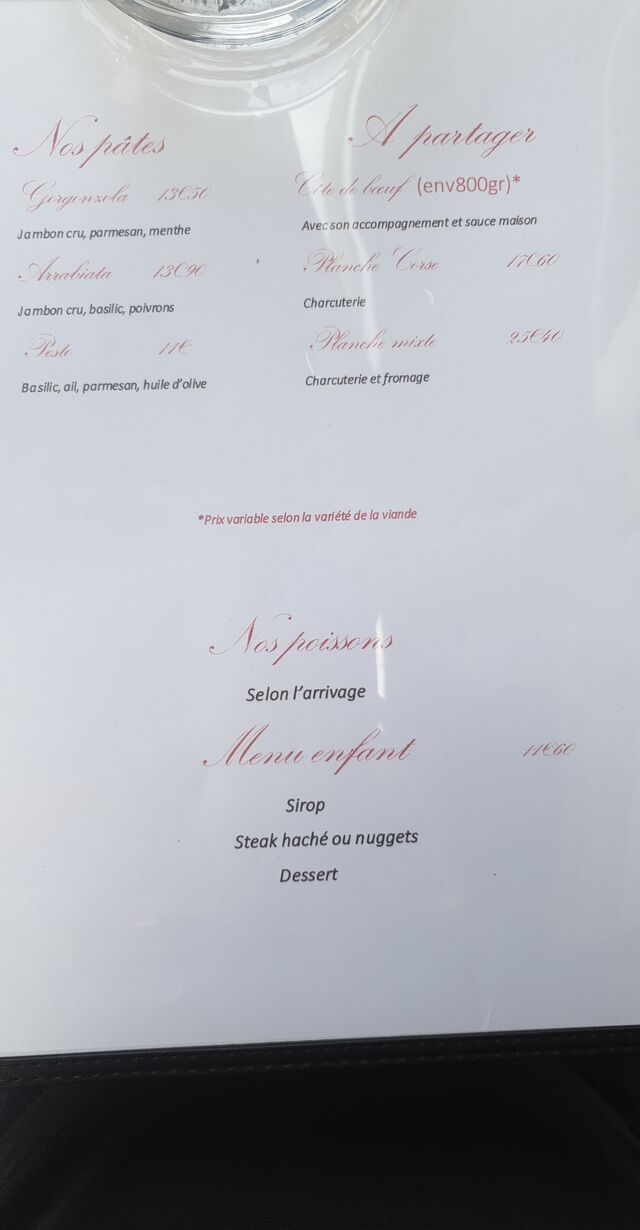 Nos pâtes
Gorgonzola 13€50
Jambon cru, parmesan, menthe
Arrabiata 13€90
Jambon cru, basilic, poivrons
Pesto 11€
Basilic, ail, parmesan, huile d'olive
A partager
Côte de bœuf (env800gr)*
Avec son accompagnement et sauce maison
Planche Corse 17€60
Charcuterie
Planche mixte 25€40
Charcuterie et fromage
*Prix variable selon la variété de la viande
Nos poissons
Selon l'arrivage
Menu enfant 11€60
Sirop
Steak haché ou nuggets
Dessert